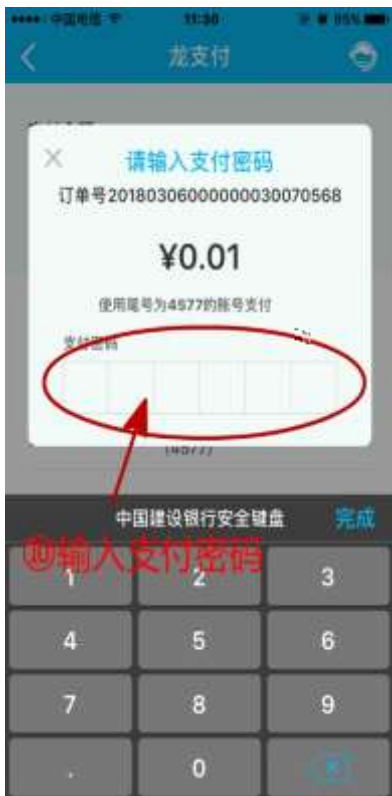 中国电信 11:30 95%
龙支付
×
请输入支付密码
订单号20180306000000030070568
¥0.01
使用尾号为4577的账号支付
支付密码
(4577)
中国建设银行安全键盘 完成
⑩输入支付密码
1 2 3
4 5 6
7 8 9
. 0